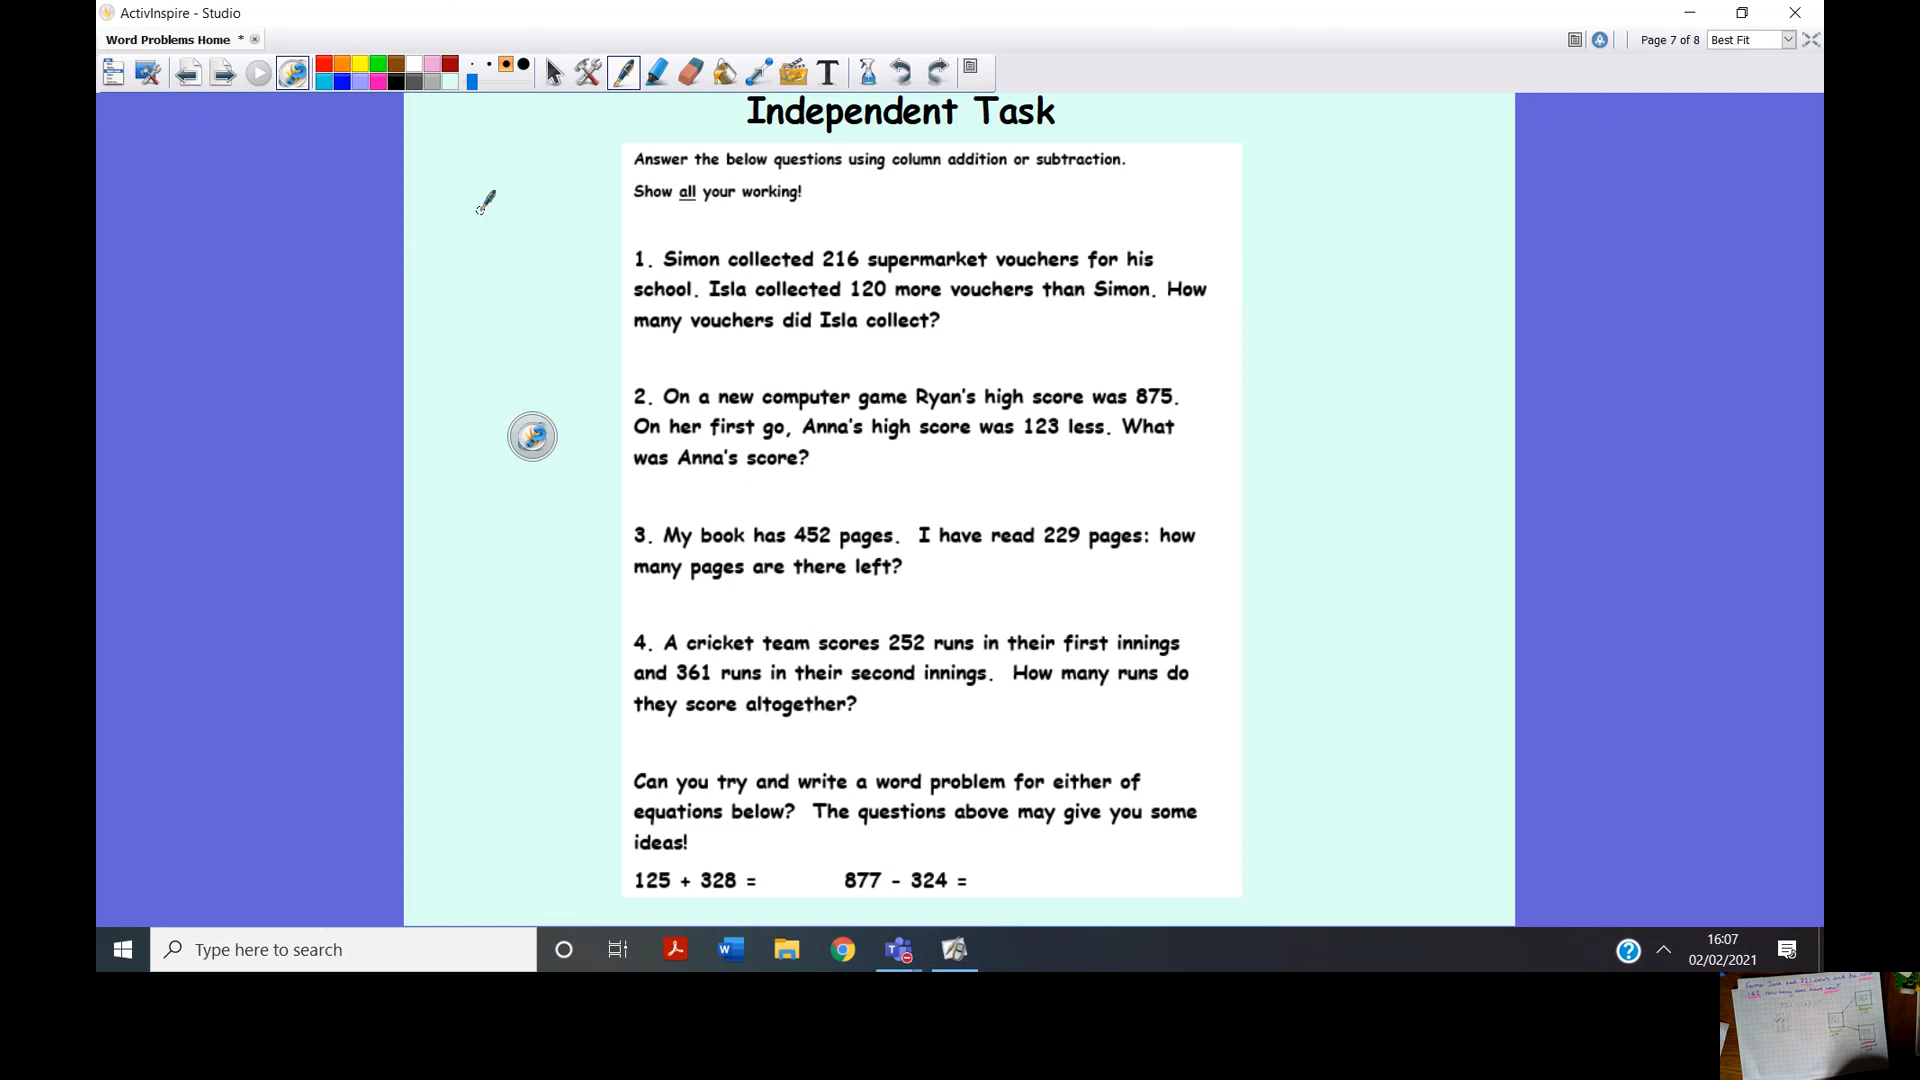 ActivInspire - Studio
Word Problems Home *
Page 7 of 8
Best Fit
T
Independent Task
Answer the below questions using column addition or subtraction.
Show all your working!
1. Simon collected 216 supermarket vouchers for his
school. Isla collected 120 more vouchers than Simon. How
many vouchers did Isla collect?
2. On a new computer game Ryan's high score was 875.
On her first go, Anna's high score was 123 less. What
was Anna's score?
3. My book has 452 pages. I have read 229 pages: how
many pages are there left?
4. A cricket team scores 252 runs in their first innings
and 361 runs in their second innings. How many runs do
they score altogether?
Can you try and write a word problem for either of
equations below? The questions above may give you some
ideas!
125 + 328 = 877 - 324 =
Type here to search
16:07
02/02/2021